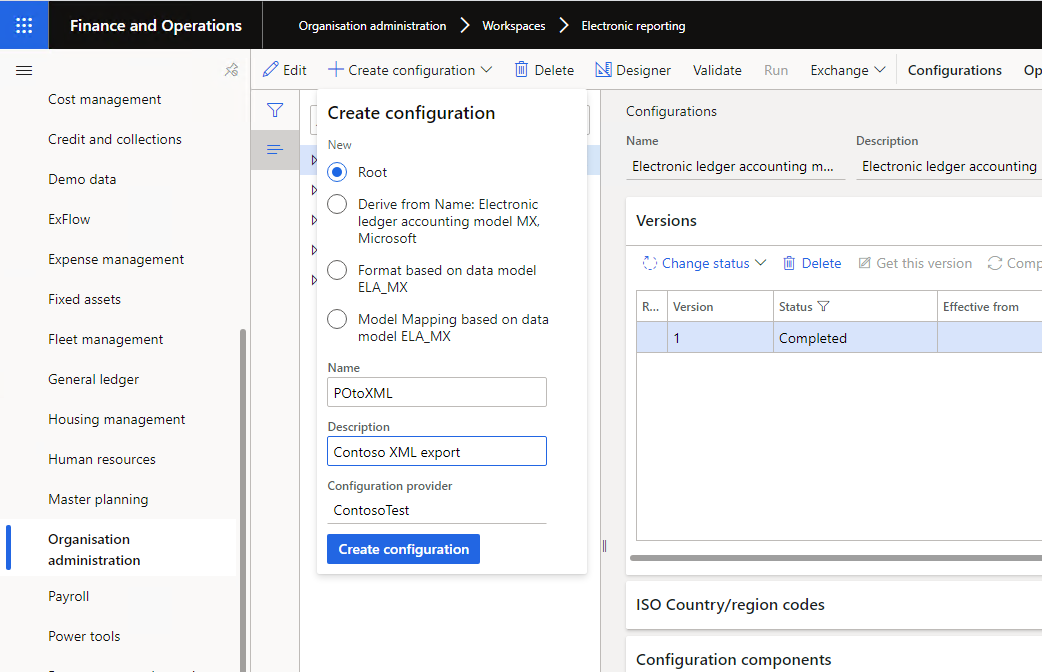 Finance and Operations
Organisation administration
Workspaces
Electronic reporting
Edit
Create configuration
Delete
Designer
Validate
Run
Exchange
Configurations
Cost management
Credit and collections
Demo data
ExFlow
Expense management
Fixed assets
Fleet management
General ledger
Housing management
Human resources
Master planning
Organisation
administration
Payroll
Power tools
Create configuration
New
Root
Derive from Name: Electronic
ledger accounting model MX,
Microsoft
Format based on data model
ELA_MX
Model Mapping based on data
model ELA_MX
Name
POtoXML
Description
Contoso XML export
Configuration provider
ContosoTest
Create configuration
Configurations
Name
Description
Electronic ledger accounting m...
Electronic ledger accounting
Versions
Change status
Delete
Get this version
Comp
R...
Version
Status
Effective from
1
Completed
ISO Country/region codes
Configuration components